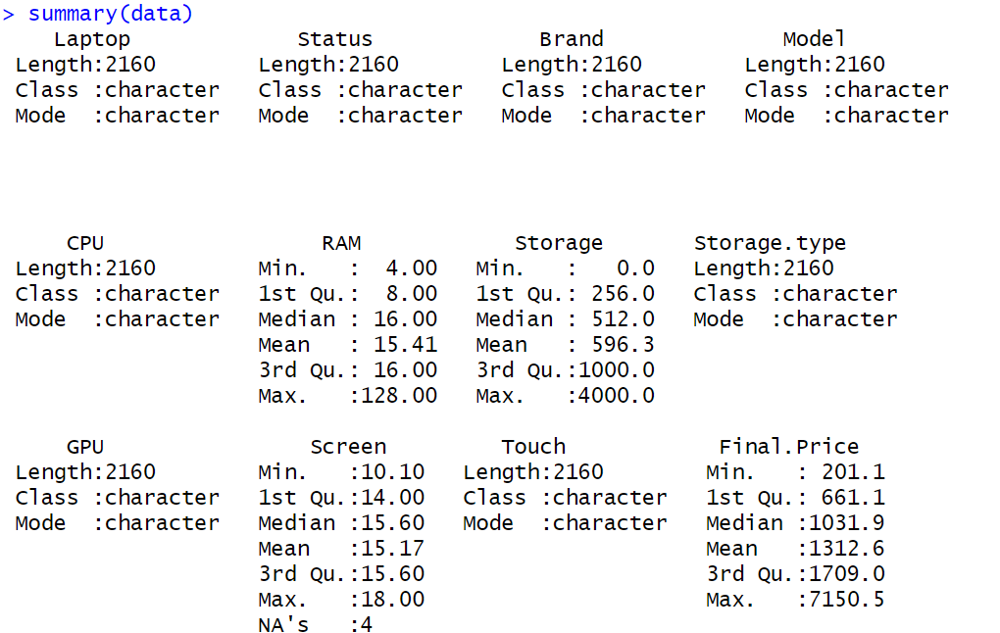 > summary(data)
    Laptop             Status             Brand              Model
 Length:2160        Length:2160        Length:2160        Length:2160
 Class :character   Class :character   Class :character   Class :character
 Mode  :character   Mode  :character   Mode  :character   Mode  :character
     CPU                 RAM            Storage       Storage.type
 Length:2160        Min.   :  4.00   Min.   :   0.0   Length:2160
 Class :character   1st Qu.:  8.00   1st Qu.: 256.0   Class :character
 Mode  :character   Median : 16.00   Median : 512.0   Mode  :character
                    Mean   : 15.41   Mean   : 596.3
                    3rd Qu.: 16.00   3rd Qu.:1000.0
                    Max.   :128.00   Max.   :4000.0
     GPU                Screen         Touch            Final.Price
 Length:2160        Min.   :10.10   Length:2160        Min.   : 201.1
 Class :character   1st Qu.:14.00   Class :character   1st Qu.: 661.1
 Mode  :character   Median :15.60   Mode  :character   Median :1031.9
                    Mean   :15.17                      Mean   :1312.6
                    3rd Qu.:15.60                      3rd Qu.:1709.0
                    Max.   :18.00                      Max.   :7150.5
                    NA's   :4